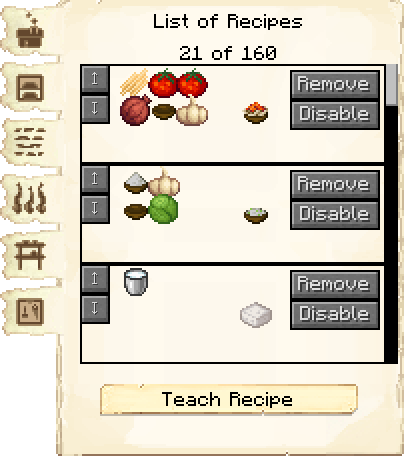 List of Recipes
21 of 160
Remove
Disable
Remove
Disable
Remove
Disable
Teach Recipe